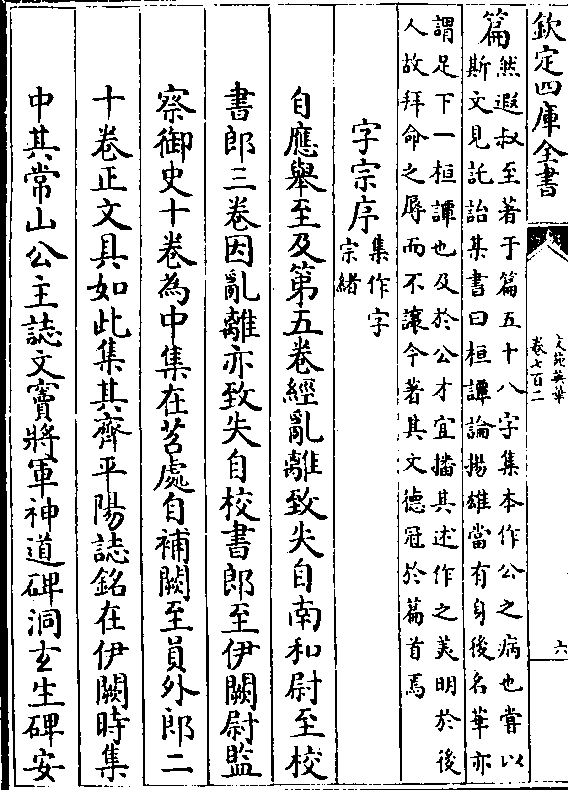 欽定四庫全書
文苑英華
卷七百二
六
篇
然遐叔至著于篇五十八字集本作公之病也嘗以
斯文見託詒某書曰桓譚論揚雄當有身後名華亦
謂足下一桓譚也及於公才宜播其述作之美明於後
人故拜命之辱而不讓今著其文德冠於篇首焉
字宗序
集作字
宗緒
自應舉至及第五卷經亂離致失自南和尉至校
書郎三卷因亂離亦致失自校書郎至伊闕尉監
察御史十卷為中集在處自補闕至員外郎二
十卷正文具如此集其齊平陽誌銘在伊闕時集
中其常山公主誌文竇將軍神道碑洞玄生碑安